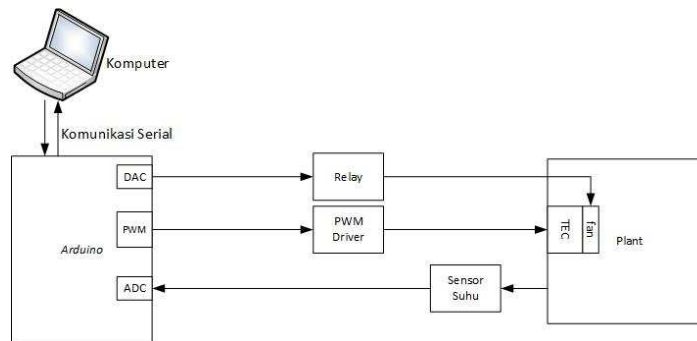 Komputer
Komunikasi Serial
DAC
Relay
PWM
PWM
Driver
TEC
fan
Plant
Arduino
ADC
Sensor
Suhu